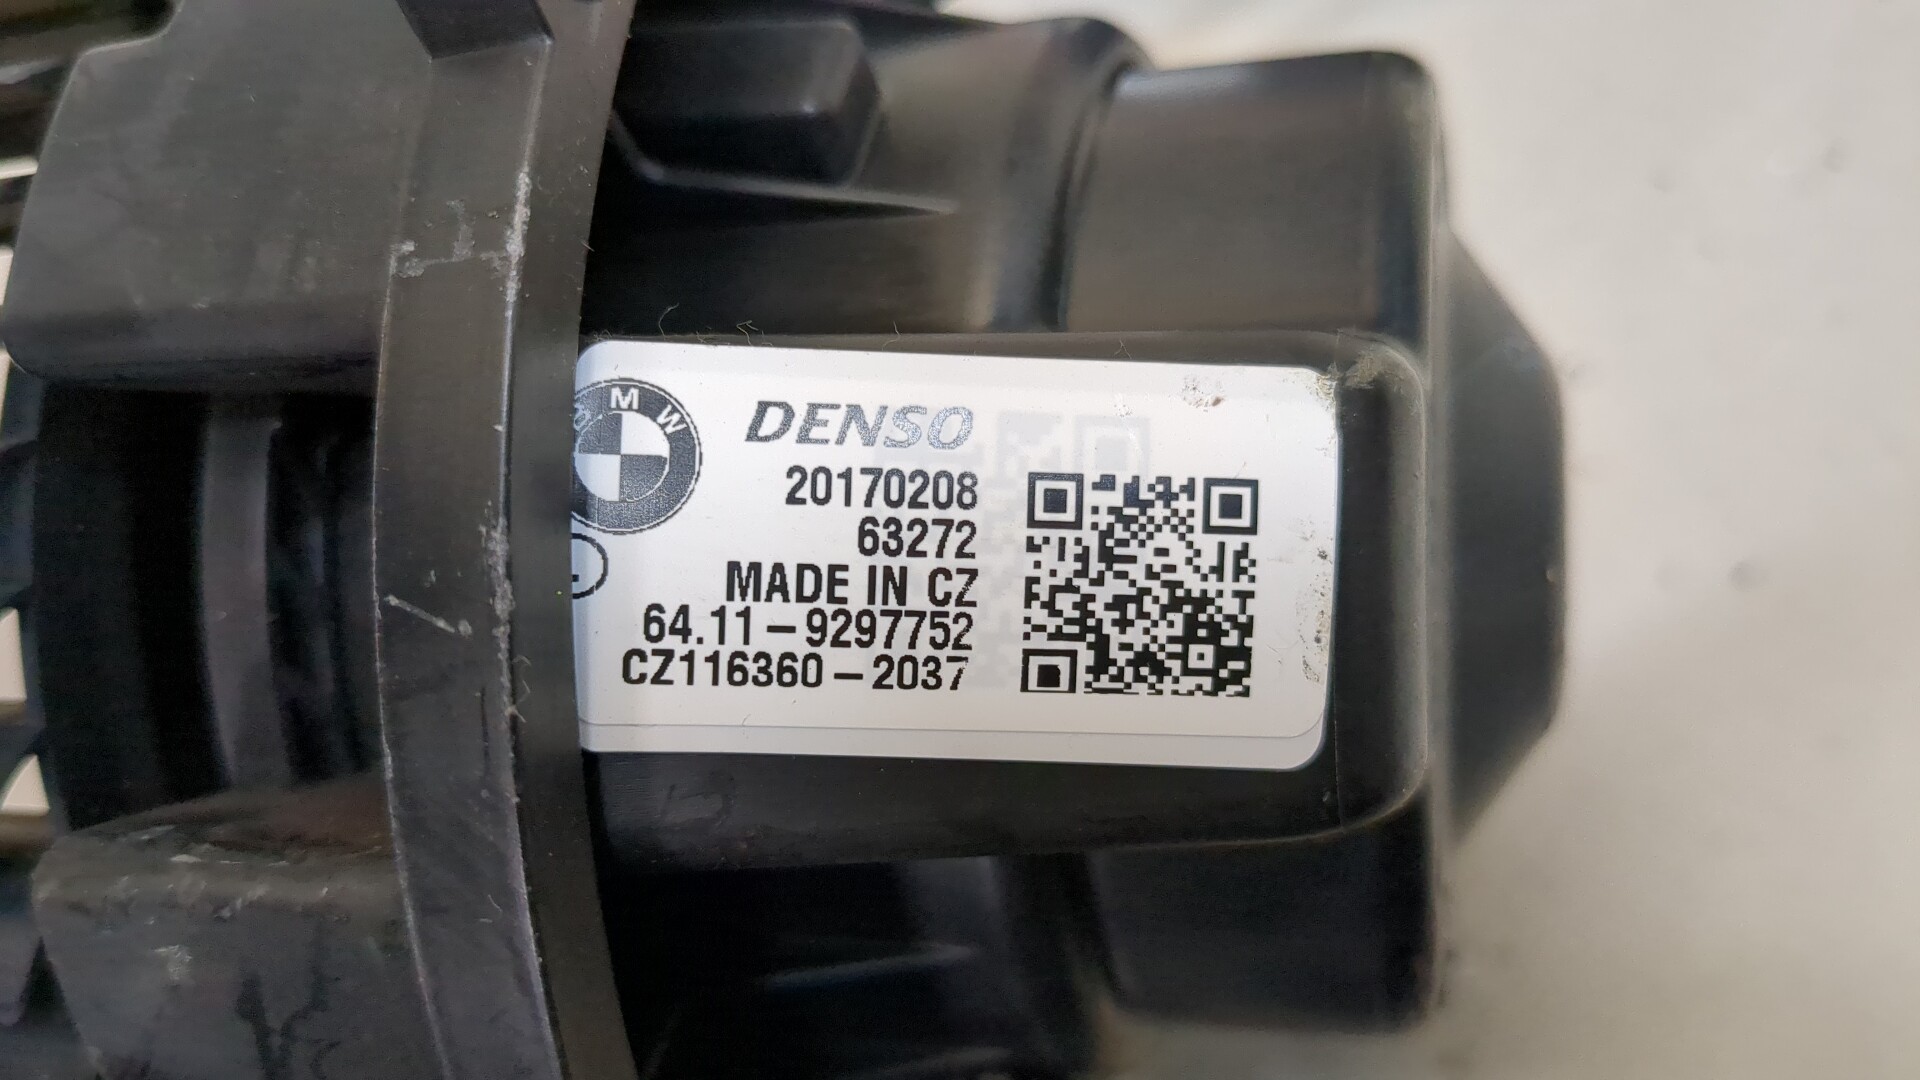 BMW
DENSO
20170208
63272
MADE IN CZ
64.11-9297752
CZ116360-2037